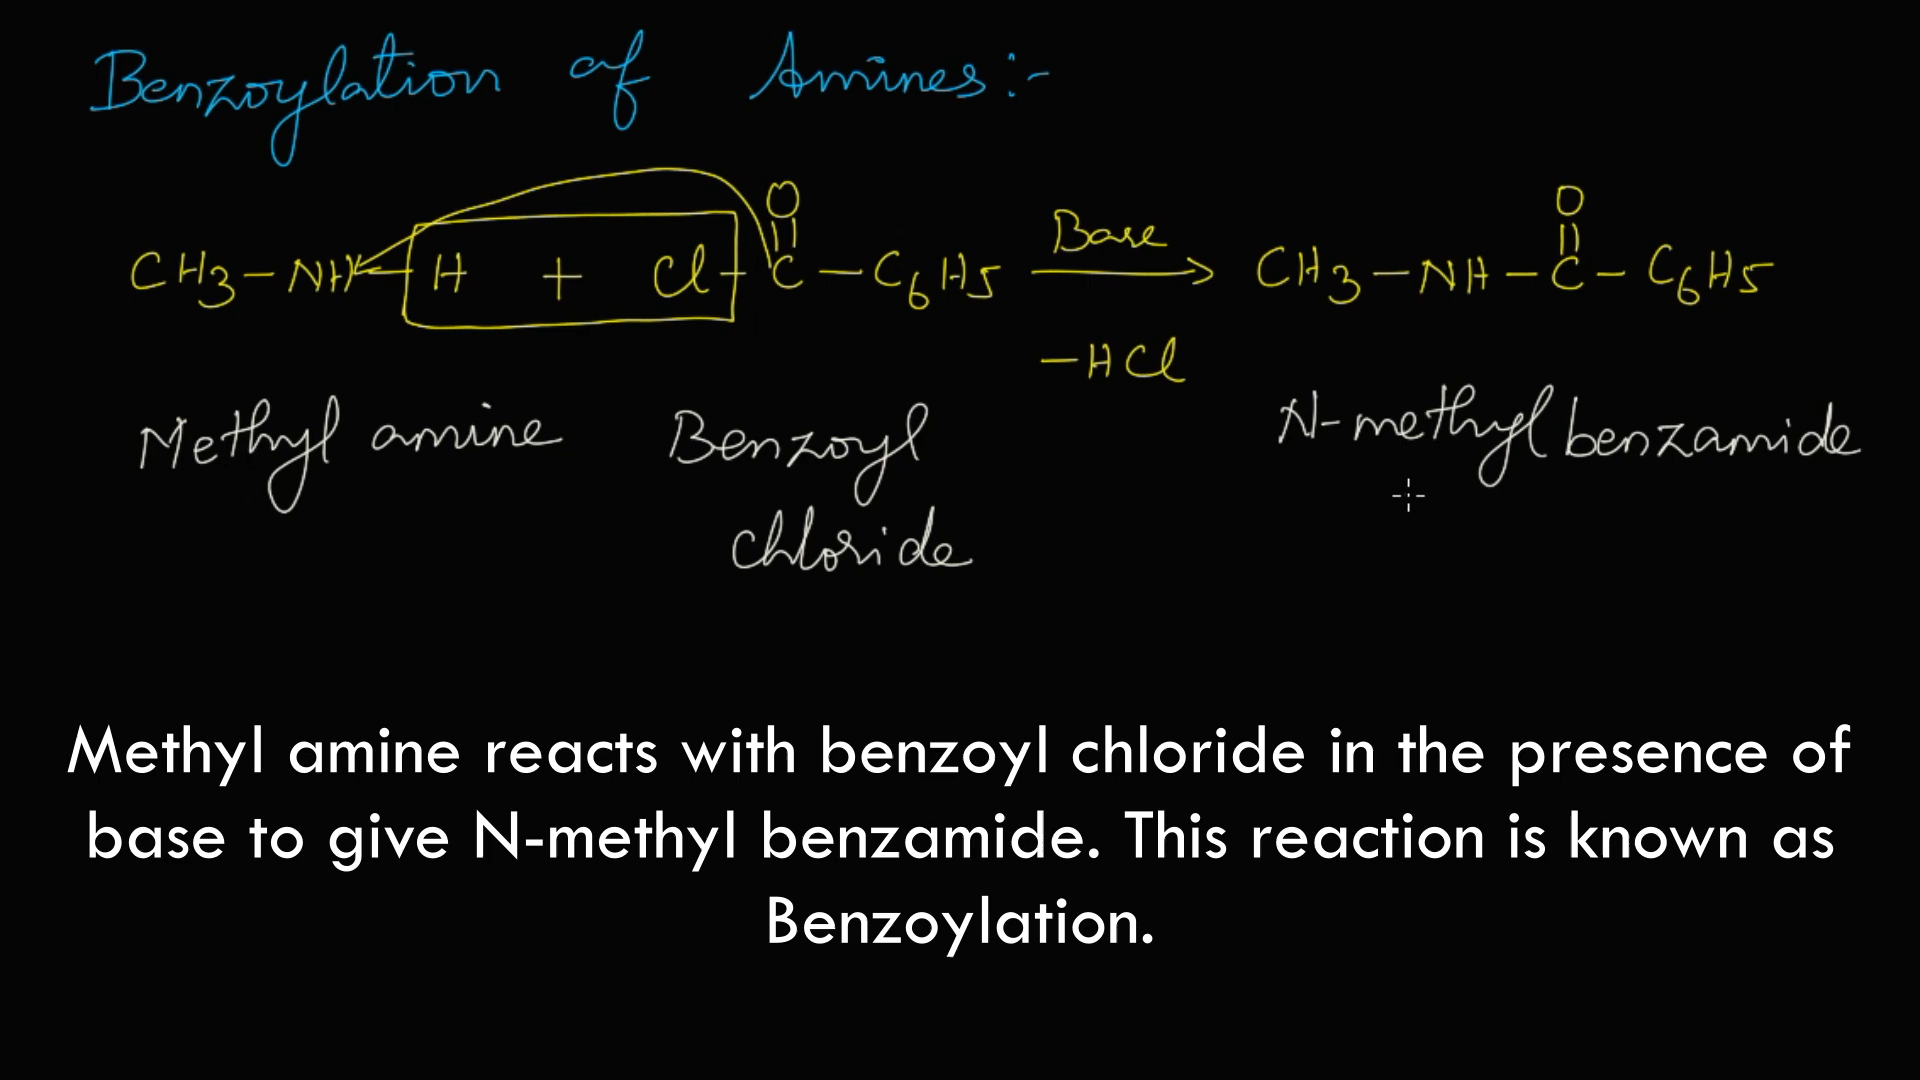 Benzoylation of Amines:-
O O
CH3-NH-H + Cl-C-C6H5 Base CH3-NH-C-C6H5
-HCl
Methyl amine Benzoyl N-methyl benzamide
chloride
Methyl amine reacts with benzoyl chloride in the presence of
base to give N-methyl benzamide. This reaction is known as
Benzoylation.